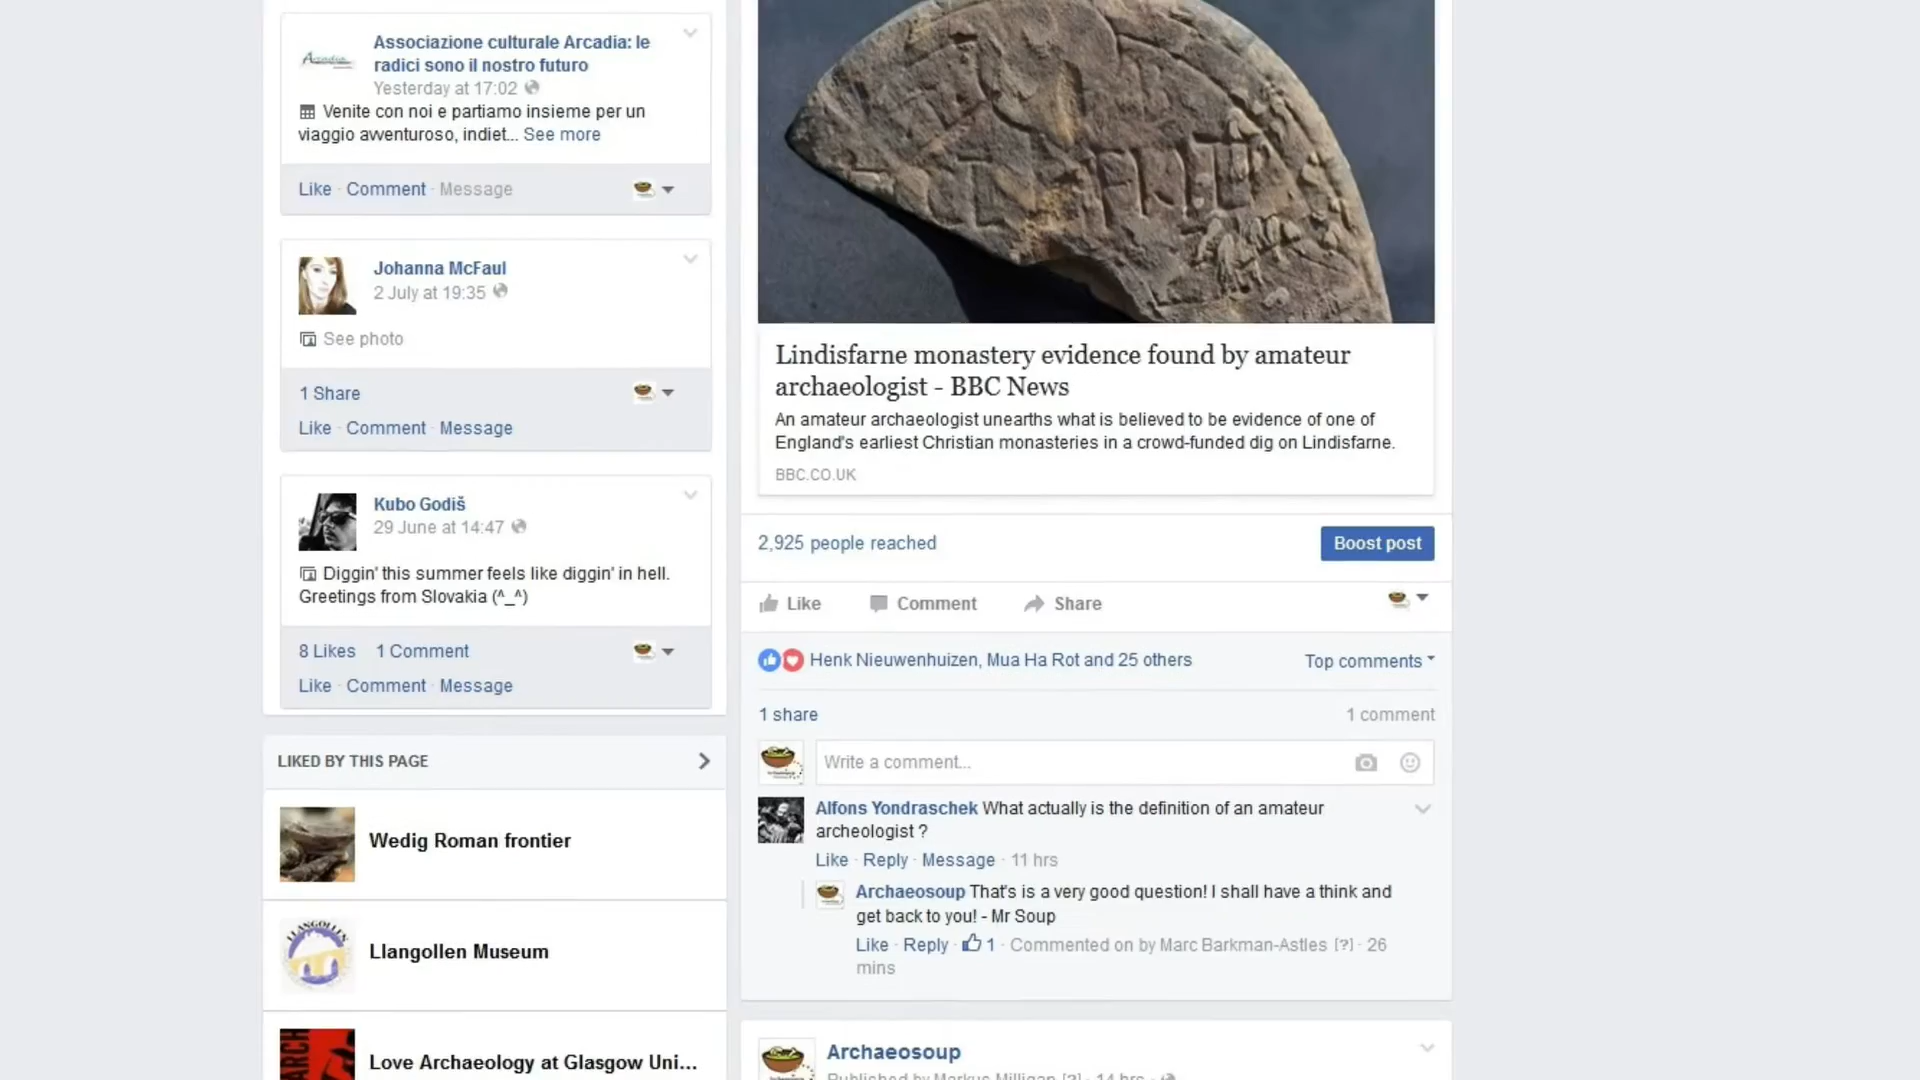 Associazione culturale Arcadia: le
radici sono il nostro futuro
Yesterday at 17:02
Venite con noi e partiamo insieme per un
viaggio avventuroso, indiet... See more
Like · Comment · Message
Johanna McFaul
2 July at 19:35
See photo
1 Share
Like · Comment · Message
Kubo Godiš
29 June at 14:47
Diggin' this summer feels like diggin' in hell.
Greetings from Slovakia (^_^)
8 Likes 1 Comment
Like · Comment · Message
LIKED BY THIS PAGE
Wedig Roman frontier
LLANGOLLEN
Llangollen Museum
ARCH
Love Archaeology at Glasgow Uni...
Lindisfarne monastery evidence found by amateur
archaeologist - BBC News
An amateur archaeologist unearths what is believed to be evidence of one of
England's earliest Christian monasteries in a crowd-funded dig on Lindisfarne.
BBC.CO.UK
2,925 people reached
Boost post
Like Comment Share
Henk Nieuwenhuizen, Mua Ha Rot and 25 others
Top comments
1 share
1 comment
Write a comment...
Alfons Yondraschek What actually is the definition of an amateur
archeologist ?
Like · Reply · Message · 11 hrs
Archaeosoup That's is a very good question! I shall have a think and
get back to you! - Mr Soup
Like · Reply · 1 · Commented on by Marc Barkman-Astles [?] · 26
mins
Archaeosoup
Published by Markus Milligan [?] · 14 hrs ·